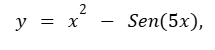 y = x² − Sen(5x),